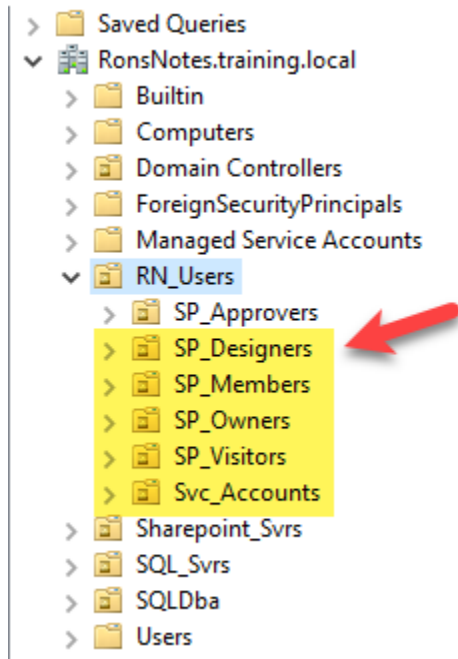 Saved Queries
RonsNotes.training.local
Builtin
Computers
Domain Controllers
ForeignSecurityPrincipals
Managed Service Accounts
RN_Users
SP_Approvers
SP_Designers
SP_Members
SP_Owners
SP_Visitors
Svc_Accounts
Sharepoint_Svrs
SQL_Svrs
SQLDba
Users